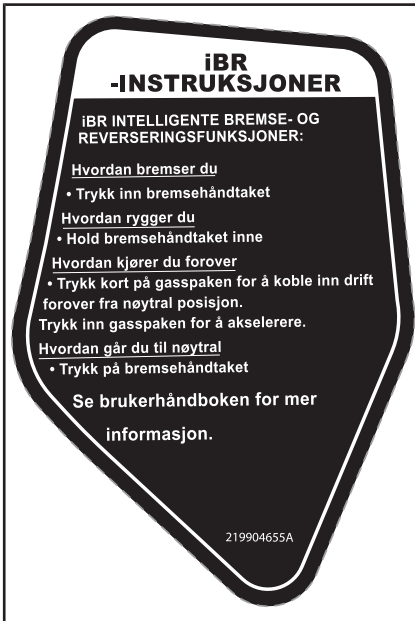 iBR
-INSTRUKSJONER
iBR INTELLIGENTE BREMSE- OG
REVERSERINGSFUNKSJONER:
Hvordan bremser du
• Trykk inn bremsehåndtaket
Hvordan rygger du
• Hold bremsehåndtaket inne
Hvordan kjører du forover
• Trykk kort på gasspaken for å koble inn drift
forover fra nøytral posisjon.
Trykk inn gasspaken for å akselerere.
Hvordan går du til nøytral
• Trykk på bremsehåndtaket
Se brukerhåndboken for mer
informasjon.
219904655A